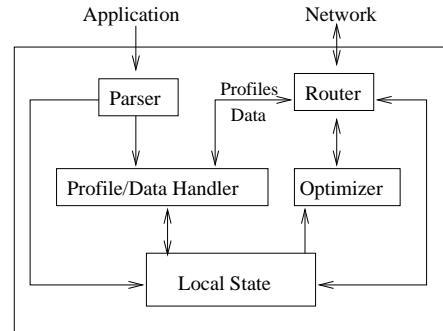 Application
Network
Parser
Profiles
Data
Router
Profile/Data Handler
Optimizer
Local State